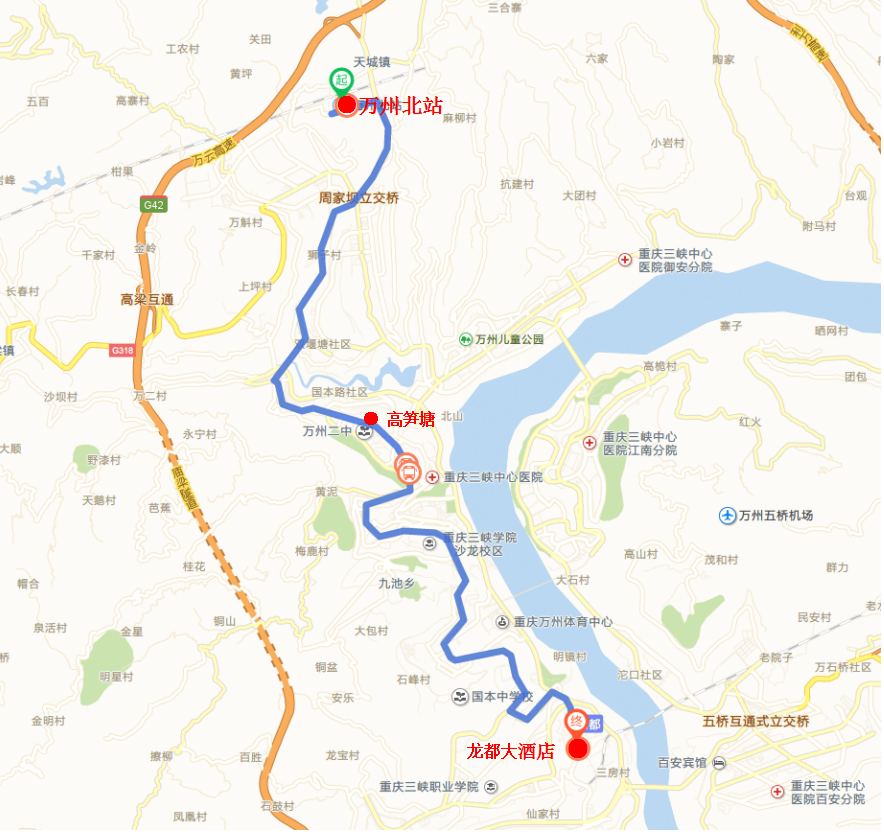 三合寨
关田
工农村
天城镇
六家
陶家
利万高速
黄坪
起
五百
高寨村
万州北站
麻柳村
万云高速
小岩村
柑果
抗建村
大团村
台观
G42
周家坝立交桥
万斛村
附马村
千家村
金岭
狮子村
重庆三峡中心
医院御安分院
长春村
高梁互通
上坪村
寨子
晒网村
万州儿童公园
G318
双堰塘社区
高桅村
团包
沙坝村
万二村
国本路社区
北山
高笋塘
红火
大顺
永宁村
万州二中
重庆三峡中心
医院江南分院
野漆村
庙梁隧道
重庆三峡中心医院
天鹅村
芭蕉
黄泥
万州五桥机场
梅鹿村
重庆三峡学院
沙龙校区
高山村
茂和村
群力
帽合
桂花
九池乡
大石村
民安村
泉活村
金星
铜山
大包村
重庆万州体育中心
明镜村
老院子
万石桥社区
明星村
铜盆
石峰村
沱口社区
安乐
国本中学校
金明村
终
都
五桥互通式立交桥
擦柳
百胜
龙宝村
龙都大酒店
百安宾馆
三房村
重庆三峡职业学院
重庆三峡中心
医院百安分院
凤凰村
石鼓村
仙家村